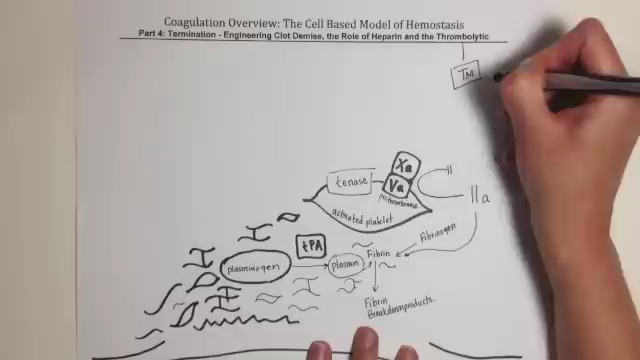 Coagulation Overview: The Cell Based Model of Hemostasis
Part 4: Termination - Engineering Clot Demise, the Role of Heparin and the Thrombolytic
TM
Xa
II
tenase
Va
prothrombinase
IIa
activated platelet
tPA
Fibrinogen
plasminogen
plasmin
Fibrin
Fibrin
Breakdown products.